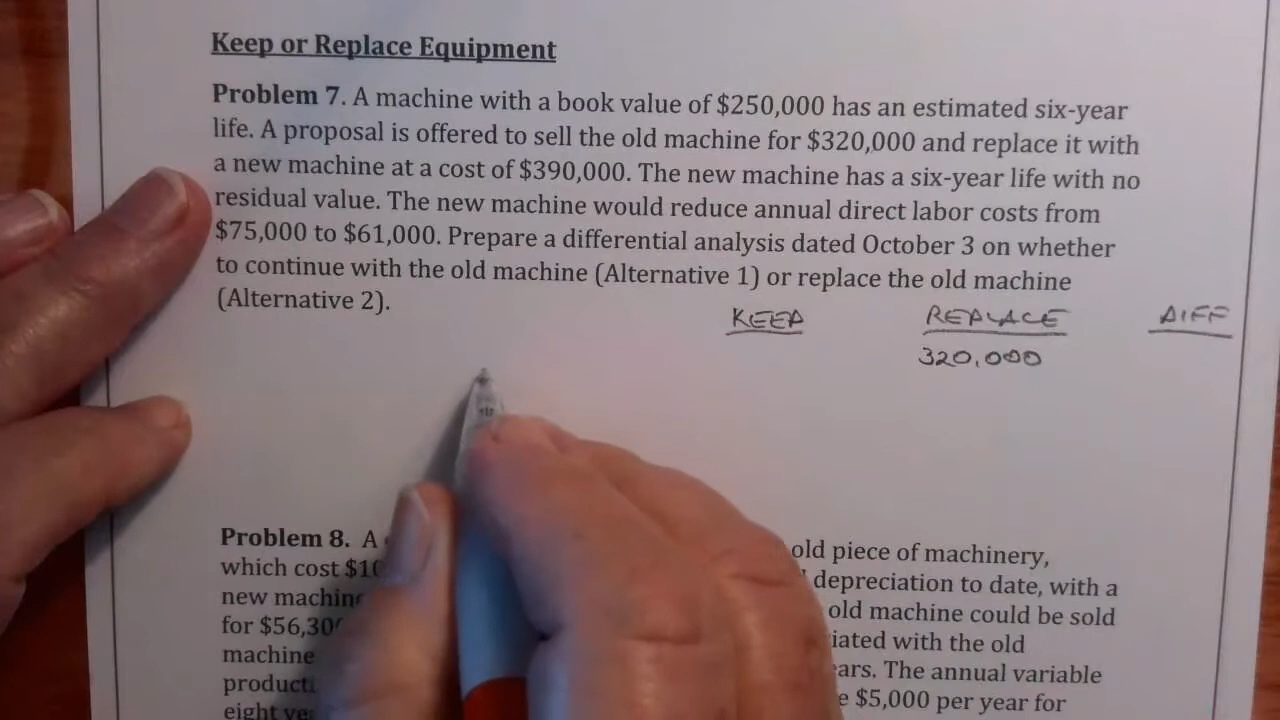 Keep or Replace Equipment
Problem 7. A machine with a book value of $250,000 has an estimated six-year
life. A proposal is offered to sell the old machine for $320,000 and replace it with
a new machine at a cost of $390,000. The new machine has a six-year life with no
residual value. The new machine would reduce annual direct labor costs from
$75,000 to $61,000. Prepare a differential analysis dated October 3 on whether
to continue with the old machine (Alternative 1) or replace the old machine
(Alternative 2).
KEEP REPLACE DIFF
320,000
Problem 8. A old piece of machinery,
which cost depreciation to date, with a
new old machine could be sold
for with the old
machine The annual variable
$5,000 per year for
eight